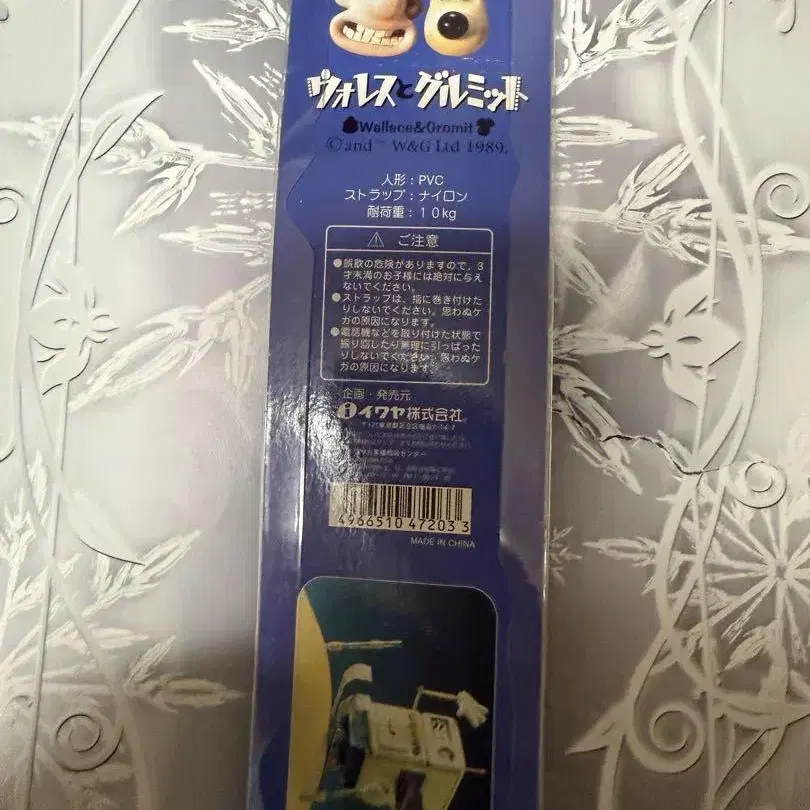 ウォレスとグルミット
Wallace&Gromit
©and ™ W&G Ltd 1989.
人形：PVC
ストラップ：ナイロン
耐荷重：10kg
⚠ ご注意
●誤飲の危険がありますので、3
才未満のお子様には絶対に与え
ないでください。
●ストラップは、指に巻き付けた
りしないでください。思わぬケ
ガの原因になります。
●電話機などを取り付けた状態で
振り回したり無理に引っぱった
りしないでください。思わぬケ
ガの原因になります。
企画・発売元
イワヤ株式会社
4966510 47203 3
MADE IN CHINA